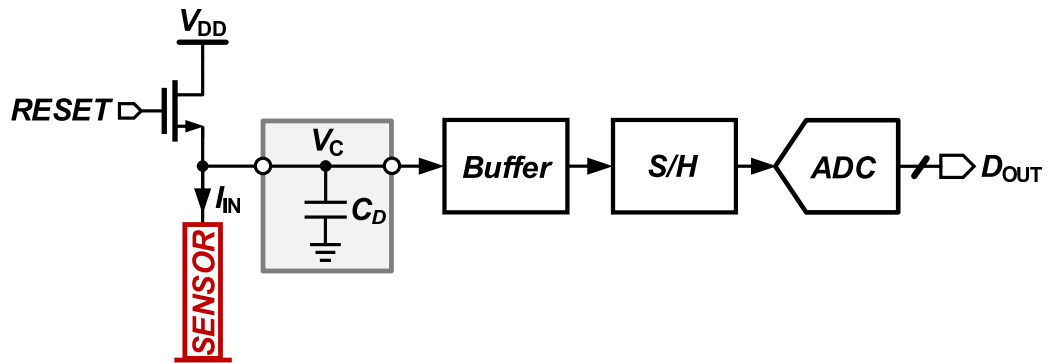 VDD
RESET
VC
Buffer
S/H
ADC
DOUT
IIN
CD
SENSOR